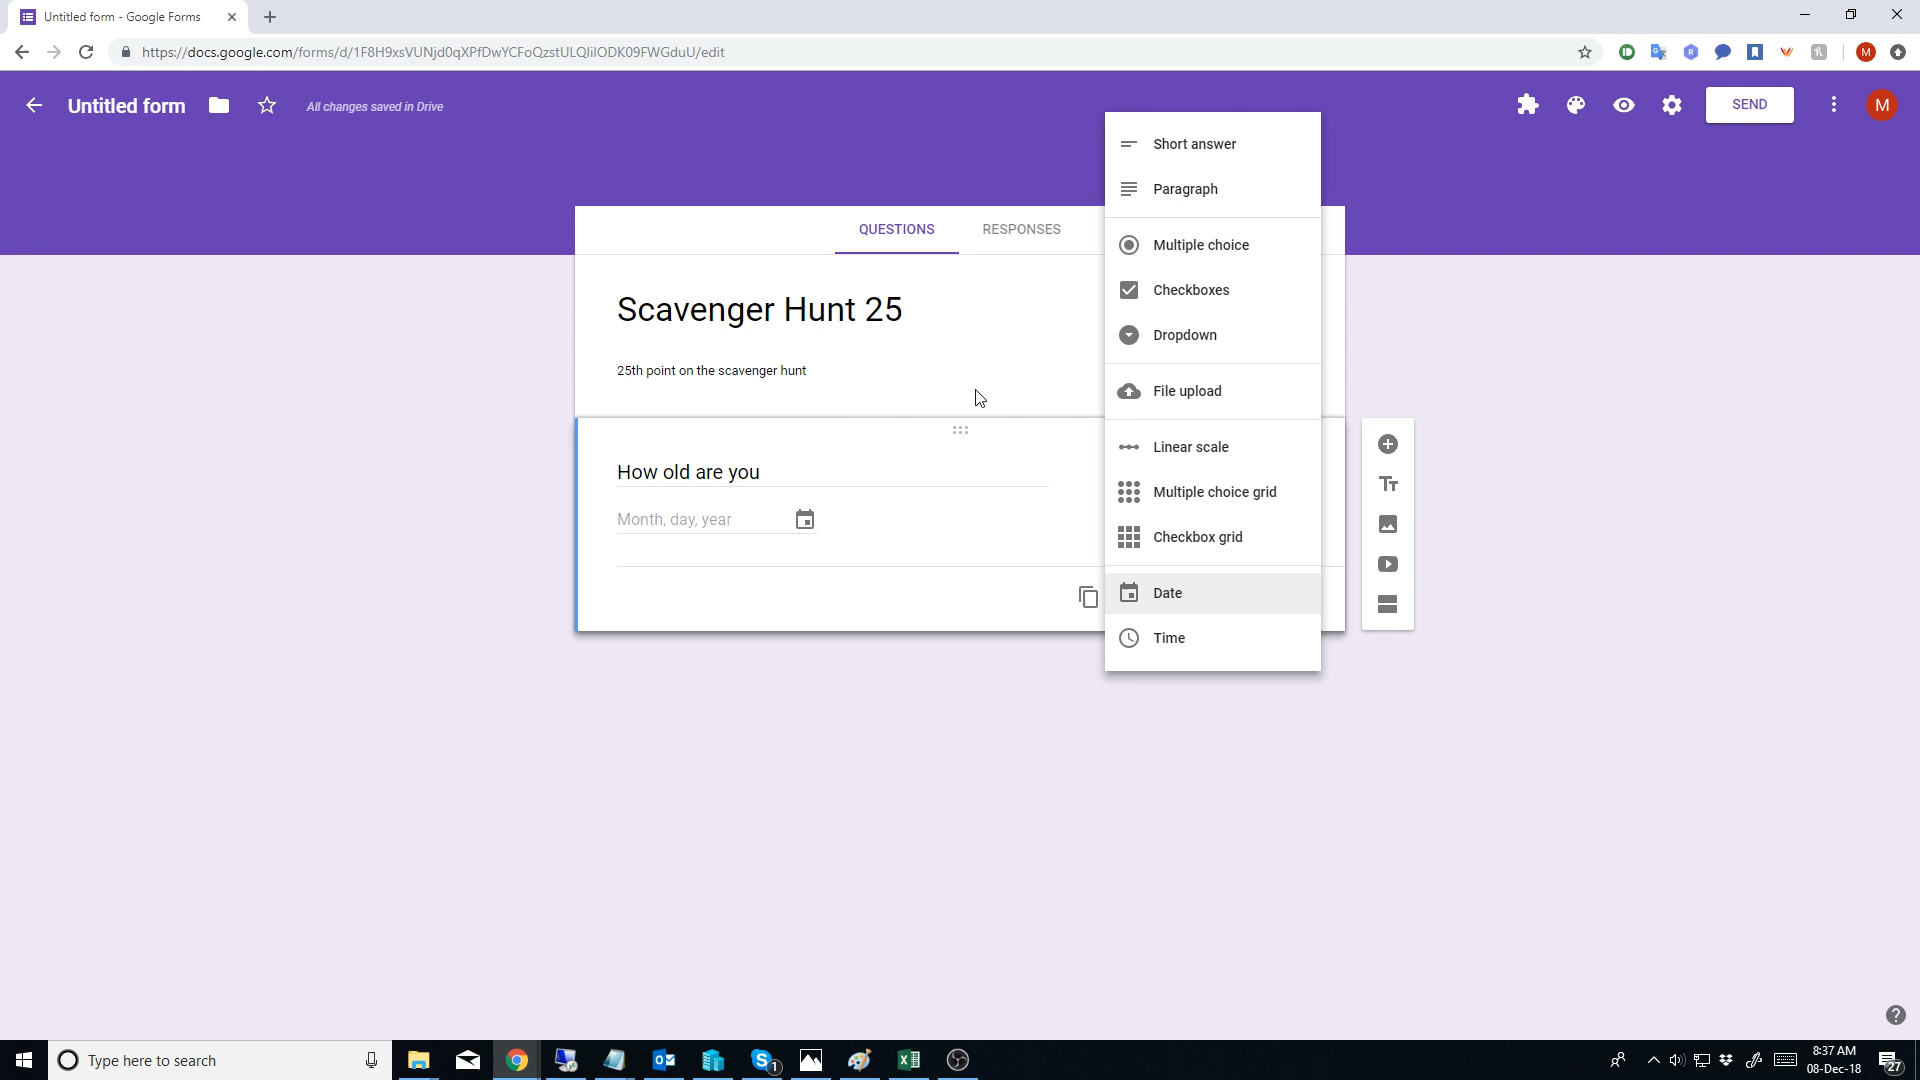 Untitled form - Google Forms
https://docs.google.com/forms/d/1F8H9xsVUNjd0qXPfDwYCFoQzstULQIiIODK09FWGduU/edit
Untitled form
All changes saved in Drive
SEND
M
M
QUESTIONS
RESPONSES
Scavenger Hunt 25
25th point on the scavenger hunt
How old are you
Month, day, year
Short answer
Paragraph
Multiple choice
Checkboxes
Dropdown
File upload
Linear scale
Multiple choice grid
Checkbox grid
Date
Time
Type here to search
1
8:37 AM
08-Dec-18
27